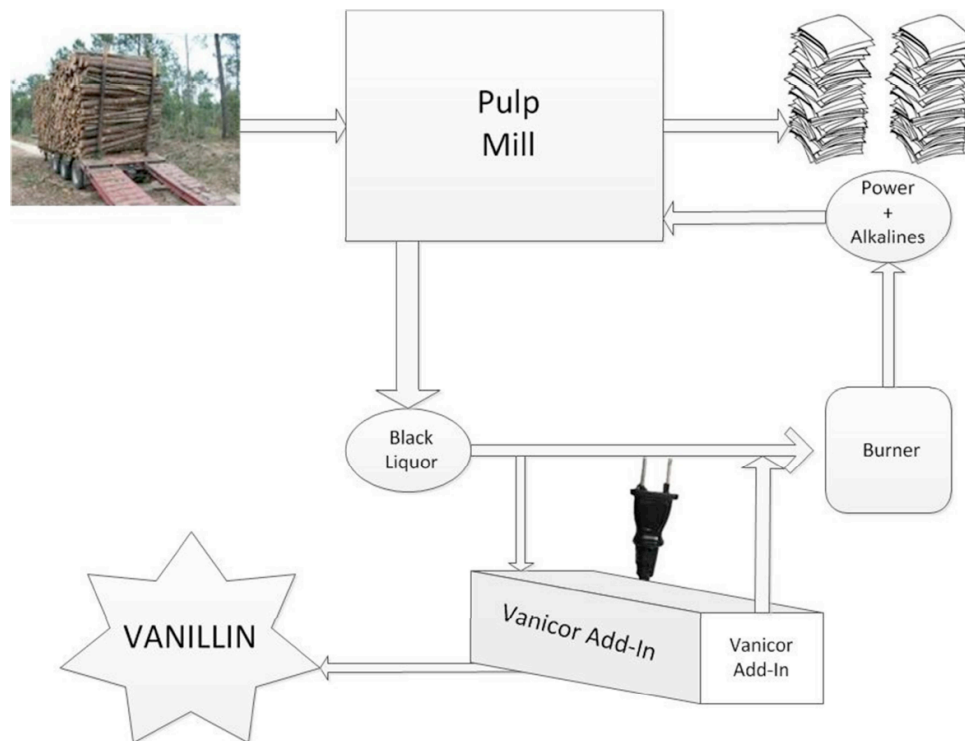 Pulp
Mill
Power
+
Alkalines
Black
Liquor
Burner
VANILLIN
Vanicor Add-In
Vanicor
Add-In